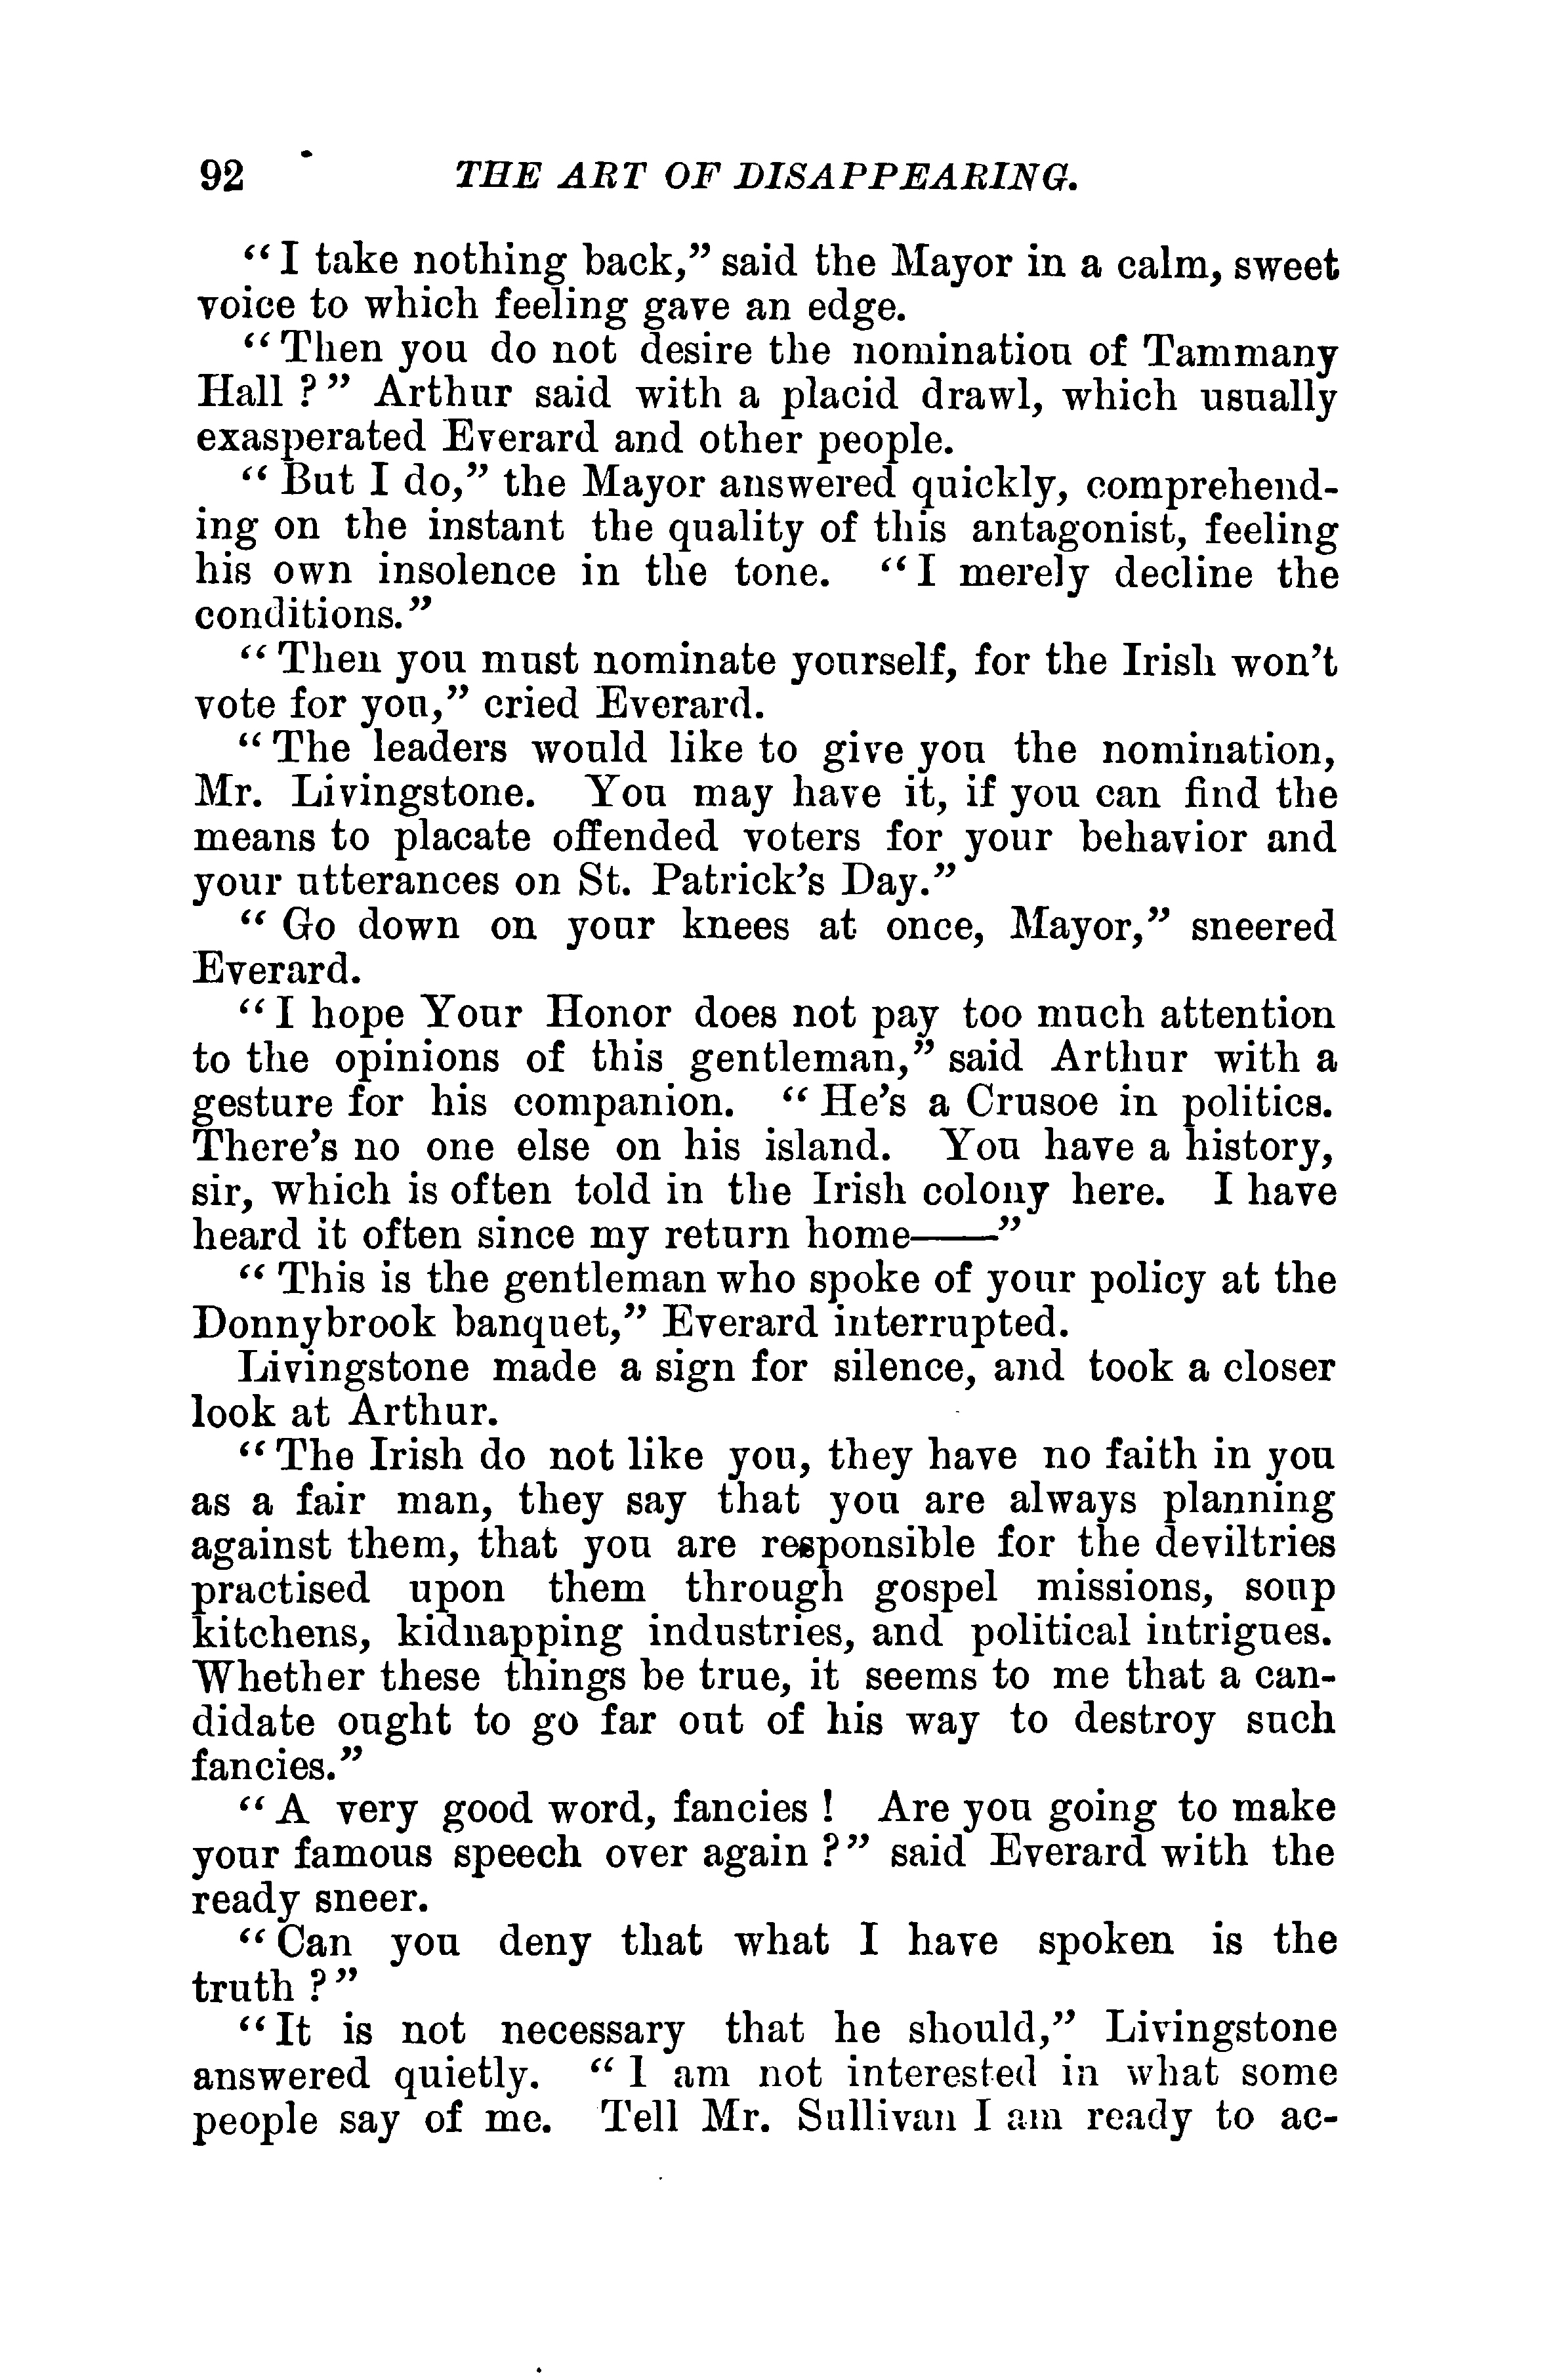 92 THE ART OF DISAPPEARING.
“I take nothing back,” said the Mayor in a calm, sweet
voice to which feeling gave an edge.
“Then you do not desire the nomination of Tammany
Hall ?” Arthur said with a placid drawl, which usually
exasperated Everard and other people.
“But I do,” the Mayor answered quickly, comprehend-
ing on the instant the quality of this antagonist, feeling
his own insolence in the tone. “I merely decline the
conditions.”
“Then you must nominate yourself, for the Irish won’t
vote for you,” cried Everard.
“The leaders would like to give you the nomination,
Mr. Livingstone. You may have it, if you can find the
means to placate offended voters for your behavior and
your utterances on St. Patrick’s Day.”
“Go down on your knees at once, Mayor,” sneered
Everard.
“I hope Your Honor does not pay too much attention
to the opinions of this gentleman,” said Arthur with a
gesture for his companion. “He’s a Crusoe in politics.
There’s no one else on his island. You have a history,
sir, which is often told in the Irish colony here. I have
heard it often since my return home——”
“This is the gentleman who spoke of your policy at the
Donnybrook banquet,” Everard interrupted.
Livingstone made a sign for silence, and took a closer
look at Arthur.
“The Irish do not like you, they have no faith in you
as a fair man, they say that you are always planning
against them, that you are responsible for the deviltries
practised upon them through gospel missions, soup
kitchens, kidnapping industries, and political intrigues.
Whether these things be true, it seems to me that a can-
didate ought to go far out of his way to destroy such
fancies.”
“A very good word, fancies ! Are you going to make
your famous speech over again ?” said Everard with the
ready sneer.
“Can you deny that what I have spoken is the
truth ?”
“It is not necessary that he should,” Livingstone
answered quietly. “I am not interested in what some
people say of me. Tell Mr. Sullivan I am ready to ac-